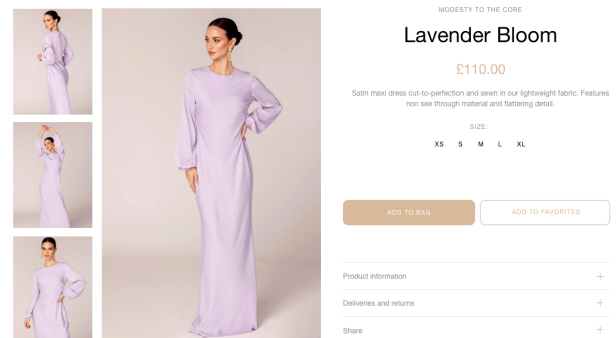 MODESTY TO THE CORE
Lavender Bloom
£110.00
Satin maxi dress cut-to-perfection and sewn in our lightweight fabric. Features
non see through material and flattering detail.
SIZE:
XS S M L XL
ADD TO BAG
ADD TO FAVORITES
Product information
Deliveries and returns
Share